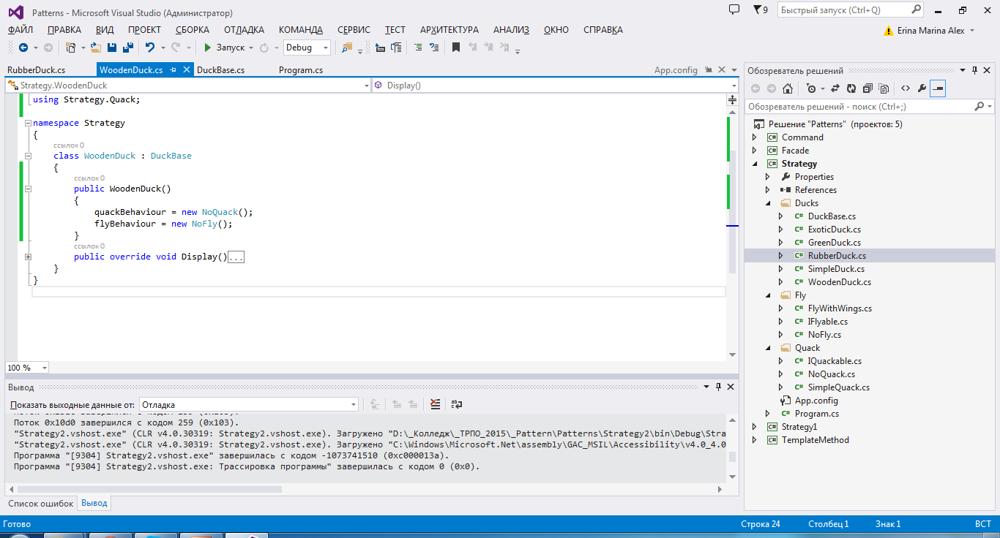 Patterns - Microsoft Visual Studio (Администратор)
9
Быстрый запуск (Ctrl+Q)
ФАЙЛ ПРАВКА ВИД ПРОЕКТ СБОРКА ОТЛАДКА КОМАНДА СЕРВИС ТЕСТ АРХИТЕКТУРА АНАЛИЗ ОКНО СПРАВКА
Erina Marina Alex
Запуск
Debug
RubberDuck.cs WoodenDuck.cs DuckBase.cs Program.cs App.config
Strategy.WoodenDuck Display()
using Strategy.Quack;
namespace Strategy
{
ссылок 0
class WoodenDuck : DuckBase
{
ссылок 0
public WoodenDuck()
{
quackBehaviour = new NoQuack();
flyBehaviour = new NoFly();
}
ссылок 0
public override void Display()...
}
}
100 %
Вывод
Показать выходные данные от: Отладка
Поток 0x10d0 завершился с кодом 259 (0x103).
"Strategy2.vshost.exe" (CLR v4.0.30319: Strategy2.vshost.exe). Загружено "D:\_Колледж\_ТРПО_2015\_Pattern\Patterns\Strategy2\bin\Debug\Stra
"Strategy2.vshost.exe" (CLR v4.0.30319: Strategy2.vshost.exe). Загружено "C:\Windows\Microsoft.Net\assembly\GAC_MSIL\Accessibility\v4.0_4.0
Программа "[9304] Strategy2.vshost.exe" завершилась с кодом -1073741510 (0xc000013a).
Программа "[9304] Strategy2.vshost.exe: Трассировка программы" завершилась с кодом 0 (0x0).
Список ошибок Вывод
Обозреватель решений
Обозреватель решений - поиск (Ctrl+;)
Решение "Patterns" (проектов: 5)
C# Command
C# Facade
C# Strategy
Properties
References
Ducks
C# DuckBase.cs
C# ExoticDuck.cs
C# GreenDuck.cs
C# RubberDuck.cs
C# SimpleDuck.cs
C# WoodenDuck.cs
Fly
C# FlyWithWings.cs
C# IFlyable.cs
C# NoFly.cs
Quack
C# IQuackable.cs
C# NoQuack.cs
C# SimpleQuack.cs
App.config
C# Program.cs
C# Strategy1
C# TemplateMethod
Готово
Строка 24 Столбец 1 Знак 1 ВСТ